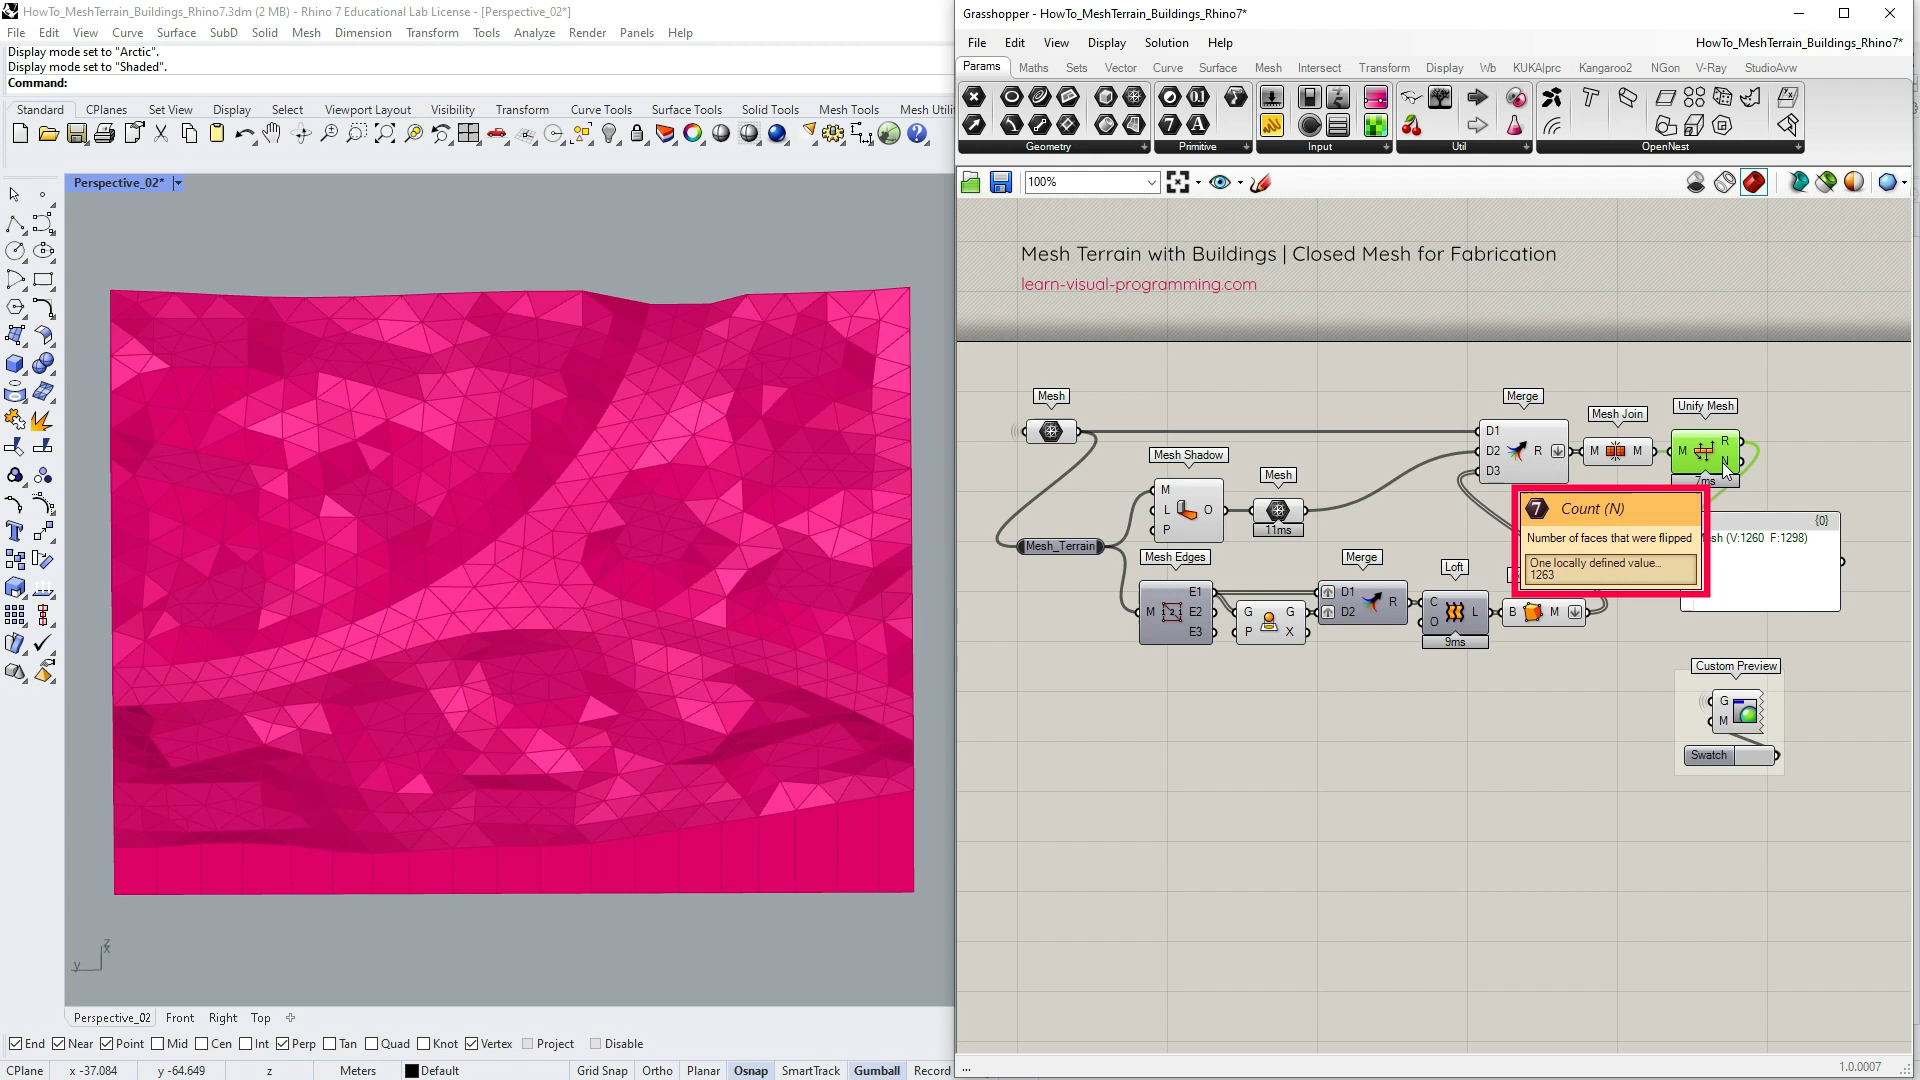 HowTo_MeshTerrain_Buildings_Rhino7.3dm (2 MB) - Rhino 7 Educational Lab License - [Perspective_02*]
File Edit View Curve Surface SubD Solid Mesh Dimension Transform Tools Analyze Render Panels Help
Display mode set to "Arctic".
Display mode set to "Shaded".
Command:
Standard CPlanes Set View Display Select Viewport Layout Visibility Transform Curve Tools Surface Tools Solid Tools Mesh Tools Mesh Utili
Perspective_02*
z
x
y
Perspective_02 Front Right Top
End Near Point Mid Cen Int Perp Tan Quad Knot Vertex Project Disable
CPlane x -37.084 y -64.649 z Meters Default Grid Snap Ortho Planar Osnap SmartTrack Gumball Record
Grasshopper - HowTo_MeshTerrain_Buildings_Rhino7*
File Edit View Display Solution Help HowTo_MeshTerrain_Buildings_Rhino7*
Params Maths Sets Vector Curve Surface Mesh Intersect Transform Display Wb KUKA|prc Kangaroo2 NGon V-Ray StudioAvw
Geometry Primitive Input Util OpenNest
100%
Mesh Terrain with Buildings | Closed Mesh for Fabrication
learn-visual-programming.com
Mesh
Merge
D1
D2
D3
R
Mesh Join
M M
Unify Mesh
M
R
N
7ms
Mesh Shadow
M
L
P
O
Mesh
11ms
Mesh_Terrain
Mesh Edges
M
E1
E2
E3
G G
P X
Merge
D1
D2
R
Loft
C
O
L
9ms
B M
7 Count (N)
Number of faces that were flipped
One locally defined value...
1263
{0}
sh (V:1260 F:1298)
Custom Preview
G
M
Swatch
... 1.0.0007